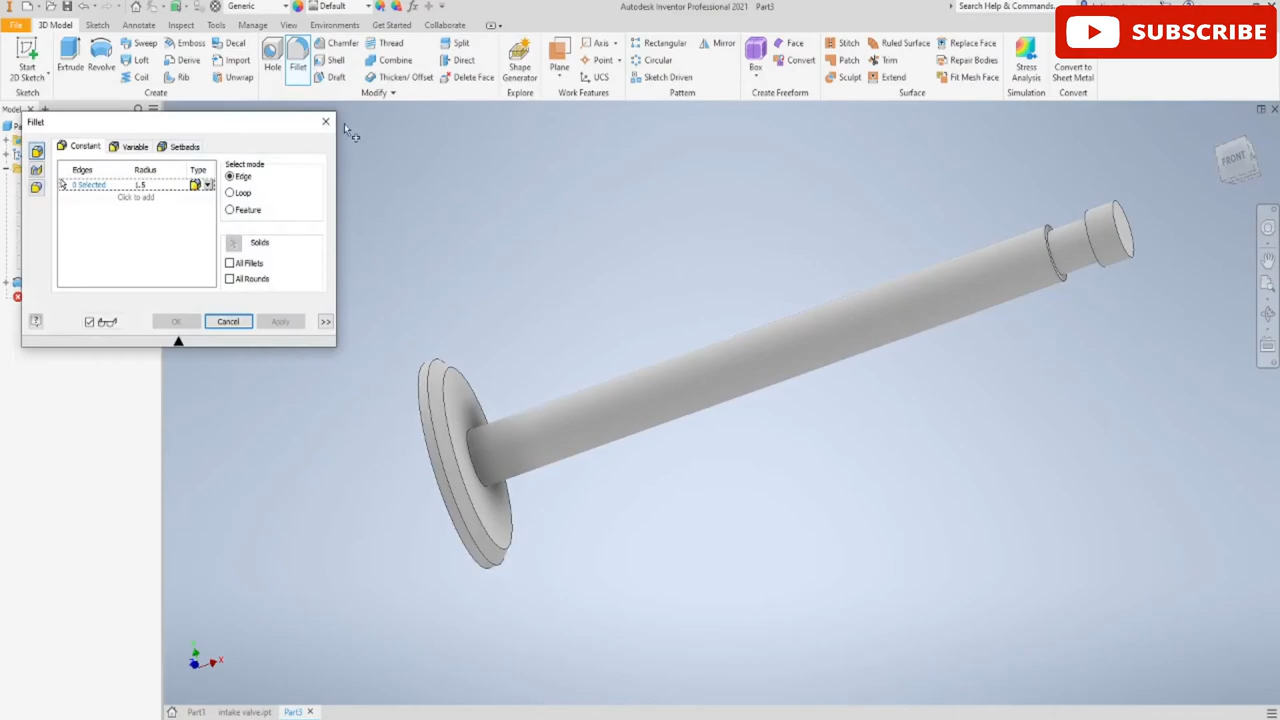 Generic
Default
Autodesk Inventor Professional 2021 Part3
Search Help & Commands...
File
3D Model
Sketch
Annotate
Inspect
Tools
Manage
View
Environments
Get Started
Collaborate
SUBSCRIBE
Start
2D Sketch
Extrude
Revolve
Sweep
Emboss
Decal
Loft
Derive
Import
Coil
Rib
Unwrap
Hole
Fillet
Chamfer
Thread
Shell
Combine
Draft
Thicken/ Offset
Split
Direct
Delete Face
Shape
Generator
Plane
Axis
Point
UCS
Rectangular
Mirror
Circular
Sketch Driven
Box
Face
Convert
Stitch
Ruled Surface
Replace Face
Patch
Trim
Repair Bodies
Sculpt
Extend
Fit Mesh Face
Stress
Analysis
Convert to
Sheet Metal
Sketch
Create
Modify
Explore
Work Features
Pattern
Create Freeform
Surface
Simulation
Convert
Fillet
Constant
Variable
Setbacks
Edges
Radius
Type
0 Selected
1.5
Click to add
Select mode
Edge
Loop
Feature
Solids
All Fillets
All Rounds
OK
Cancel
Apply
>>
FRONT
X
Part1
intake valve.ipt
Part3